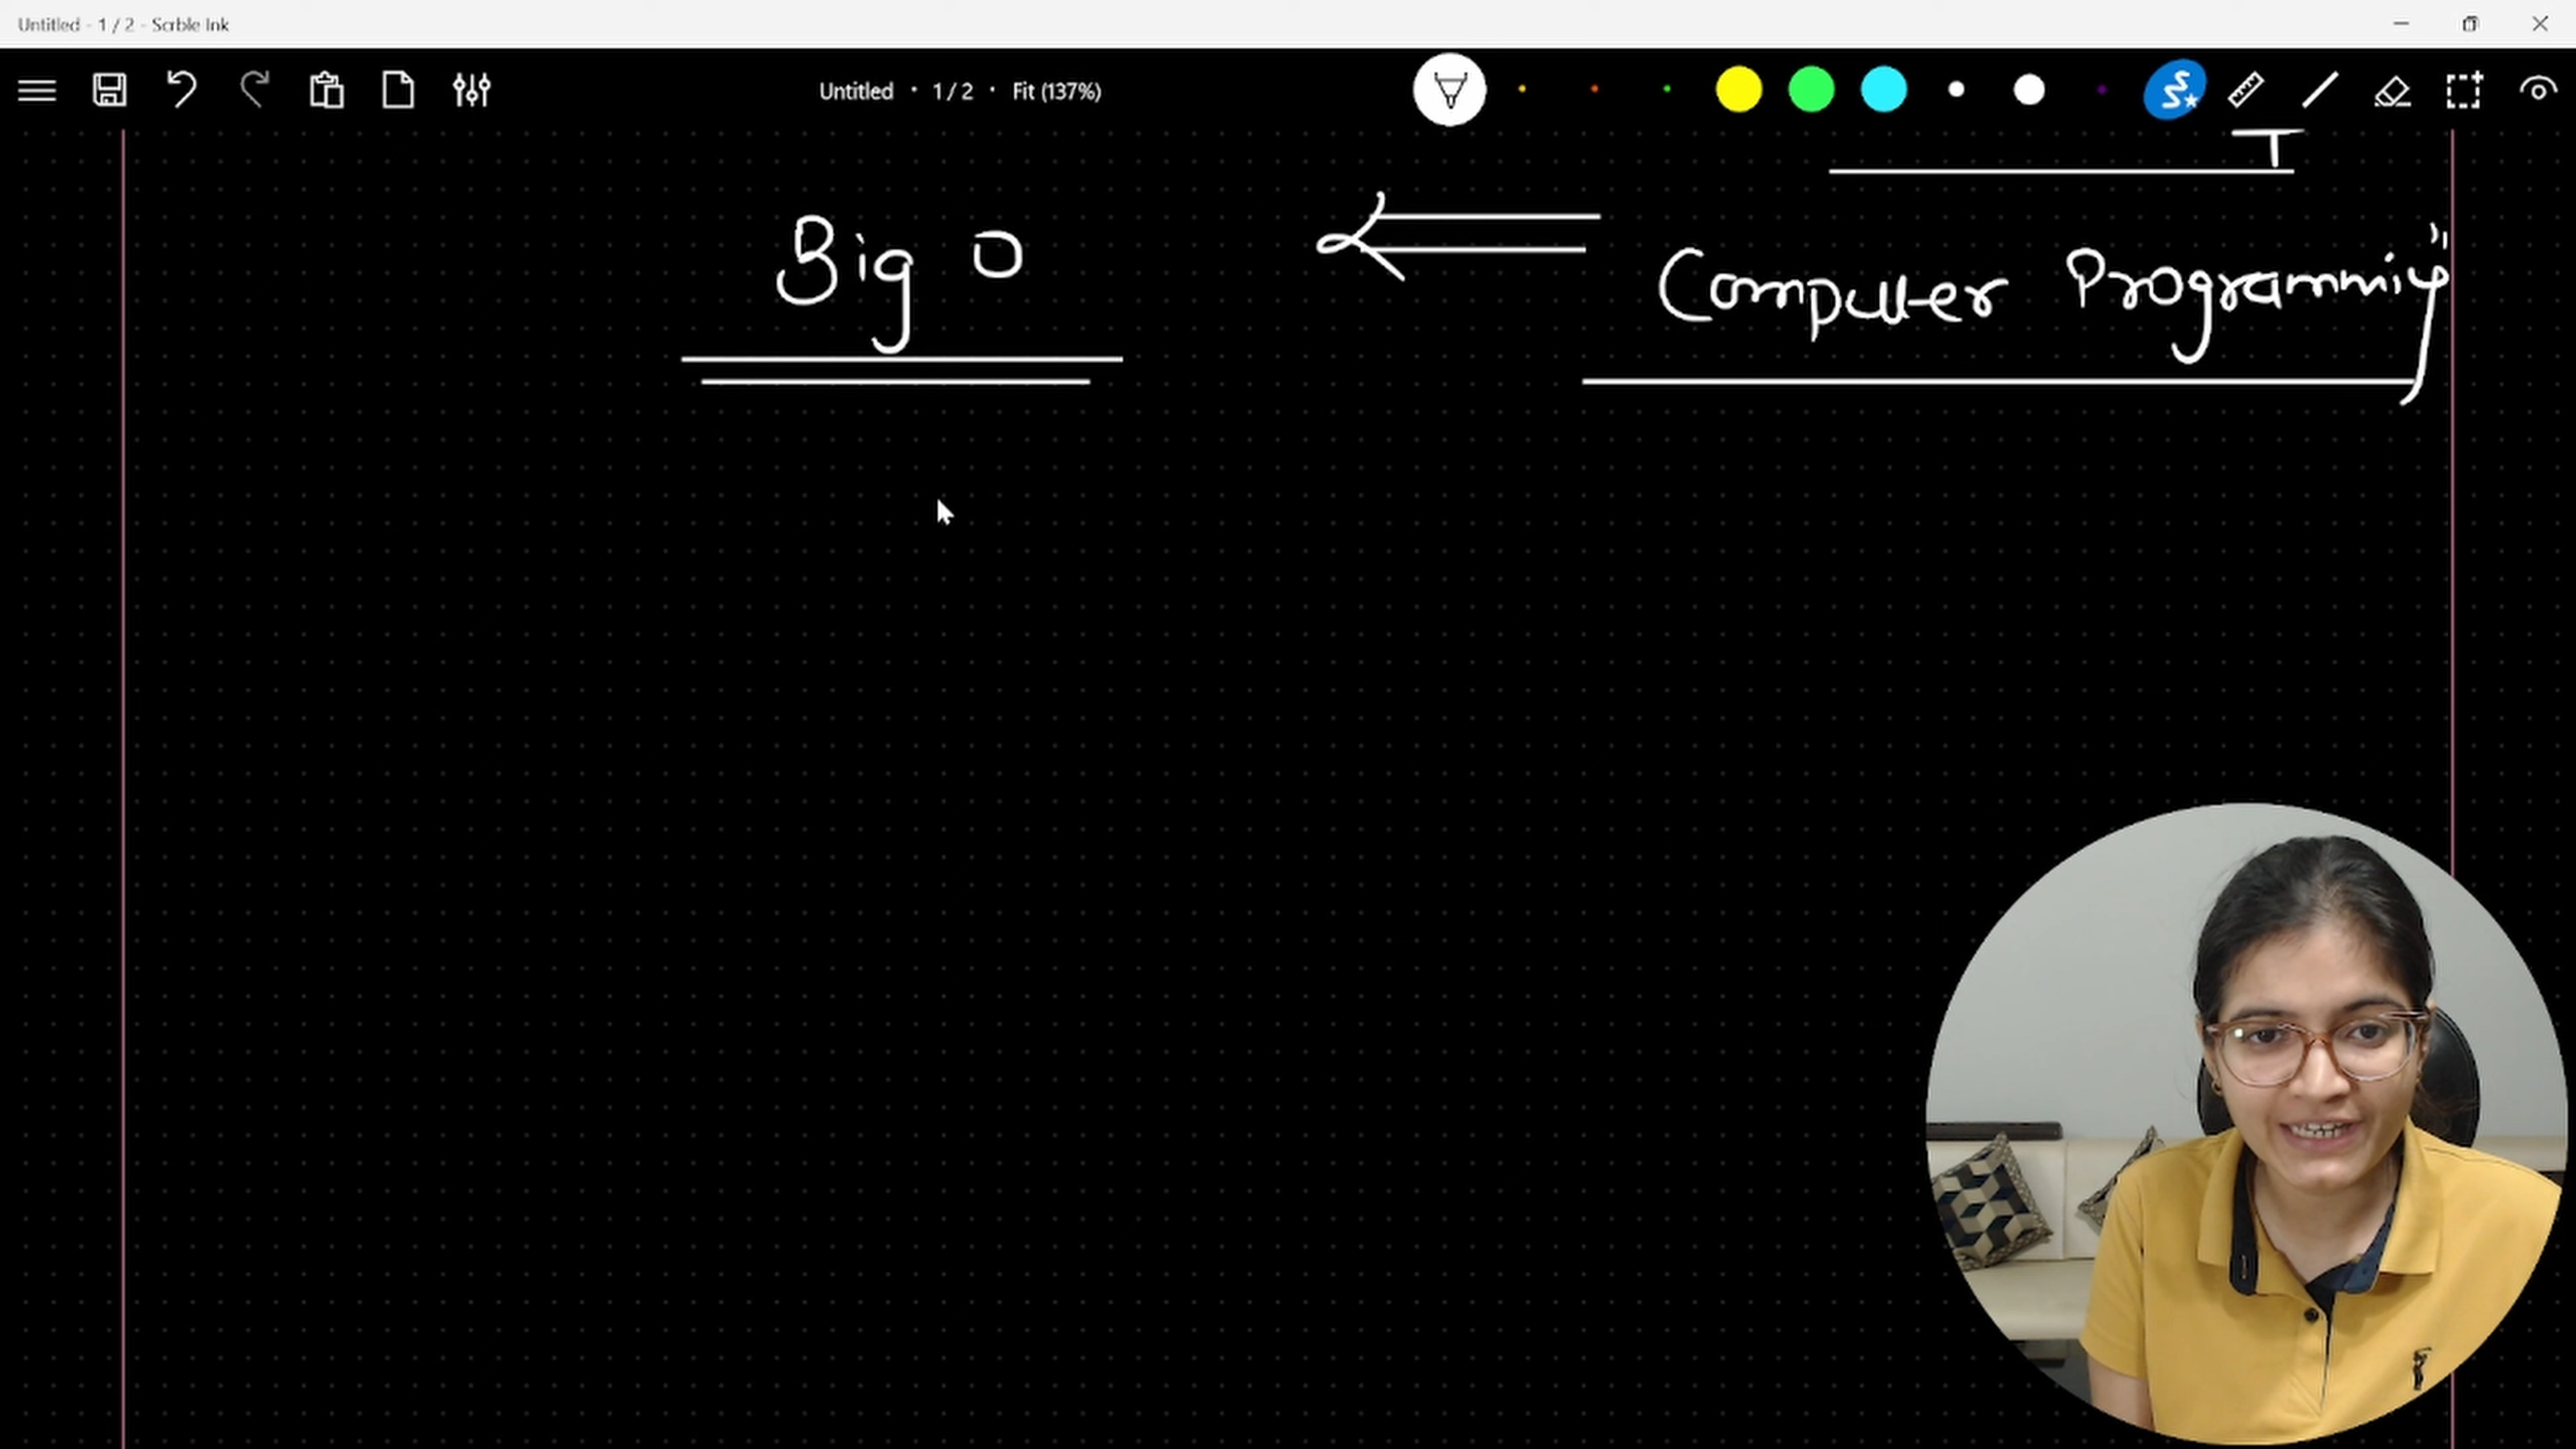 Untitled - 1 / 2 - Scrble Ink
Untitled • 1 / 2 • Fit (137%)
Big O
Computer Programming